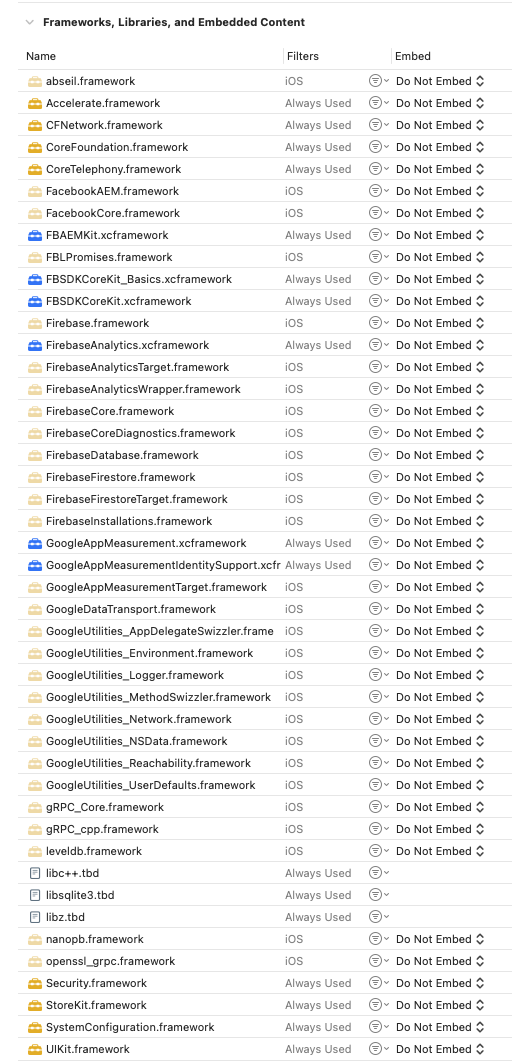 Frameworks, Libraries, and Embedded Content
Name Filters Embed
abseil.framework iOS Do Not Embed
Accelerate.framework Always Used Do Not Embed
CFNetwork.framework Always Used Do Not Embed
CoreFoundation.framework Always Used Do Not Embed
CoreTelephony.framework Always Used Do Not Embed
FacebookAEM.framework iOS Do Not Embed
FacebookCore.framework iOS Do Not Embed
FBAEMKit.xcframework Always Used Do Not Embed
FBLPromises.framework iOS Do Not Embed
FBSDKCoreKit_Basics.xcframework Always Used Do Not Embed
FBSDKCoreKit.xcframework Always Used Do Not Embed
Firebase.framework iOS Do Not Embed
FirebaseAnalytics.xcframework Always Used Do Not Embed
FirebaseAnalyticsTarget.framework iOS Do Not Embed
FirebaseAnalyticsWrapper.framework iOS Do Not Embed
FirebaseCore.framework iOS Do Not Embed
FirebaseCoreDiagnostics.framework iOS Do Not Embed
FirebaseDatabase.framework iOS Do Not Embed
FirebaseFirestore.framework iOS Do Not Embed
FirebaseFirestoreTarget.framework iOS Do Not Embed
FirebaseInstallations.framework iOS Do Not Embed
GoogleAppMeasurement.xcframework Always Used Do Not Embed
GoogleAppMeasurementIdentitySupport.xcfr Always Used Do Not Embed
GoogleAppMeasurementTarget.framework iOS Do Not Embed
GoogleDataTransport.framework iOS Do Not Embed
GoogleUtilities_AppDelegateSwizzler.frame iOS Do Not Embed
GoogleUtilities_Environment.framework iOS Do Not Embed
GoogleUtilities_Logger.framework iOS Do Not Embed
GoogleUtilities_MethodSwizzler.framework iOS Do Not Embed
GoogleUtilities_Network.framework iOS Do Not Embed
GoogleUtilities_NSData.framework iOS Do Not Embed
GoogleUtilities_Reachability.framework iOS Do Not Embed
GoogleUtilities_UserDefaults.framework iOS Do Not Embed
gRPC_Core.framework iOS Do Not Embed
gRPC_cpp.framework iOS Do Not Embed
leveldb.framework iOS Do Not Embed
libc++.tbd Always Used
libsqlite3.tbd Always Used
libz.tbd Always Used
nanopb.framework iOS Do Not Embed
openssl_grpc.framework iOS Do Not Embed
Security.framework Always Used Do Not Embed
StoreKit.framework Always Used Do Not Embed
SystemConfiguration.framework Always Used Do Not Embed
UIKit.framework Always Used Do Not Embed